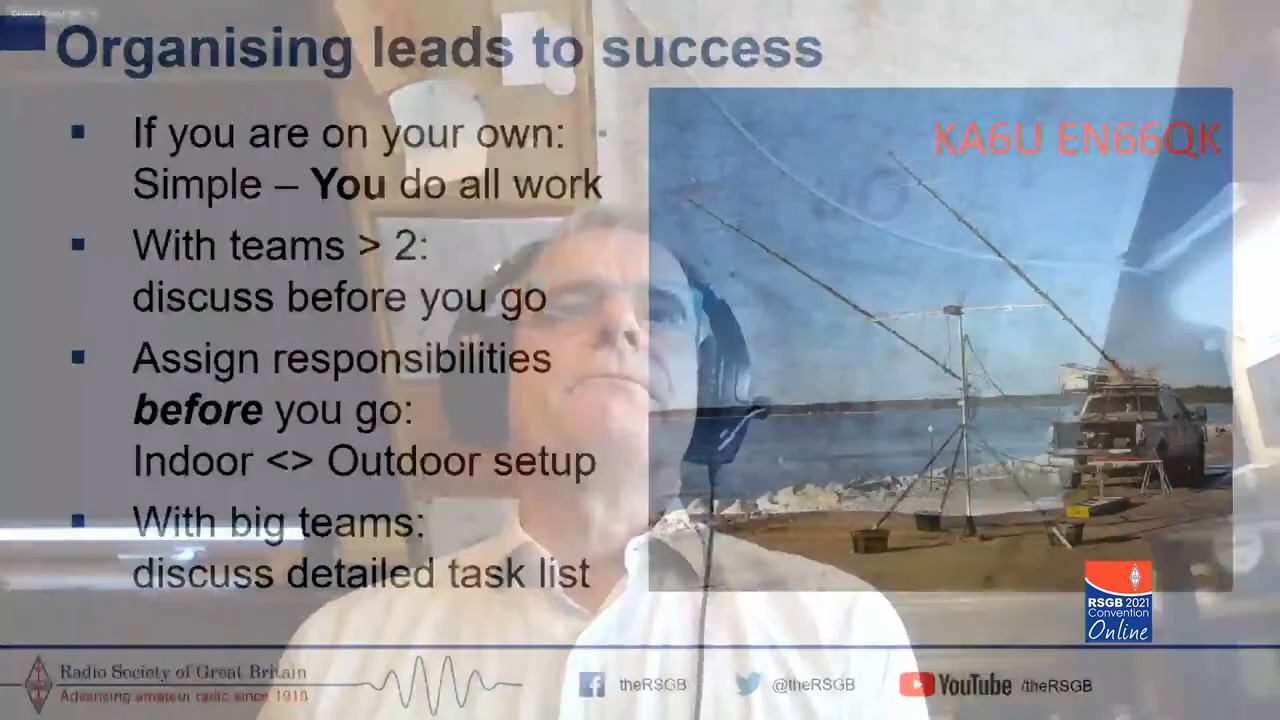 Organising leads to success
If you are on your own:
Simple – You do all work
With teams > 2:
discuss before you go
Assign responsibilities
before you go:
Indoor <> Outdoor setup
With big teams:
discuss detailed task list
KA6U EN66QK
RSGB 2021
Convention
Online
Radio Society of Great Britain
Advancing amateur radio since 1913
theRSGB
@theRSGB
YouTube /theRSGB